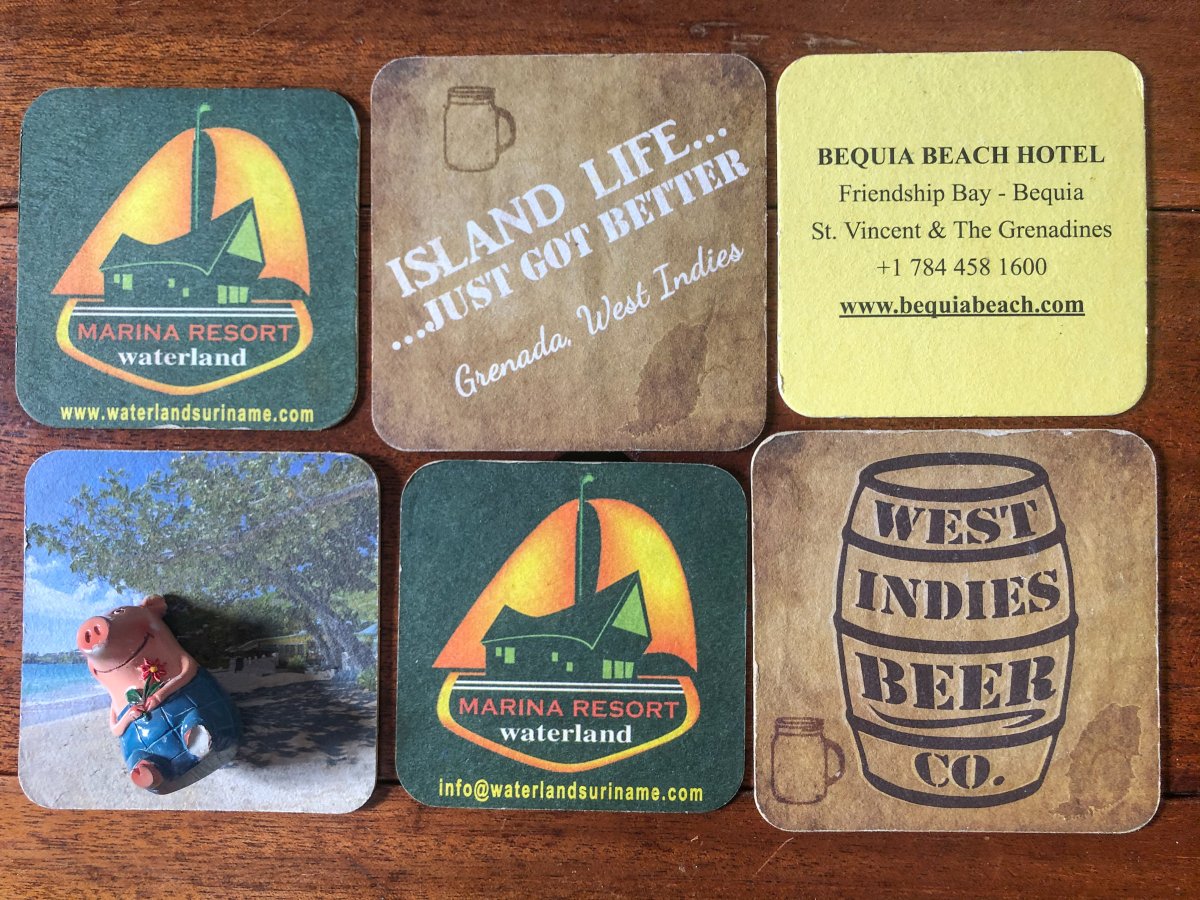 MARINA RESORT
waterland
www.waterlandsuriname.com
ISLAND LIFE...
...JUST GOT BETTER
Grenada, West Indies
BEQUIA BEACH HOTEL
Friendship Bay - Bequia
St. Vincent & The Grenadines
+1 784 458 1600
www.bequiabeach.com
MARINA RESORT
waterland
info@waterlandsuriname.com
WEST
INDIES
BEER
CO.